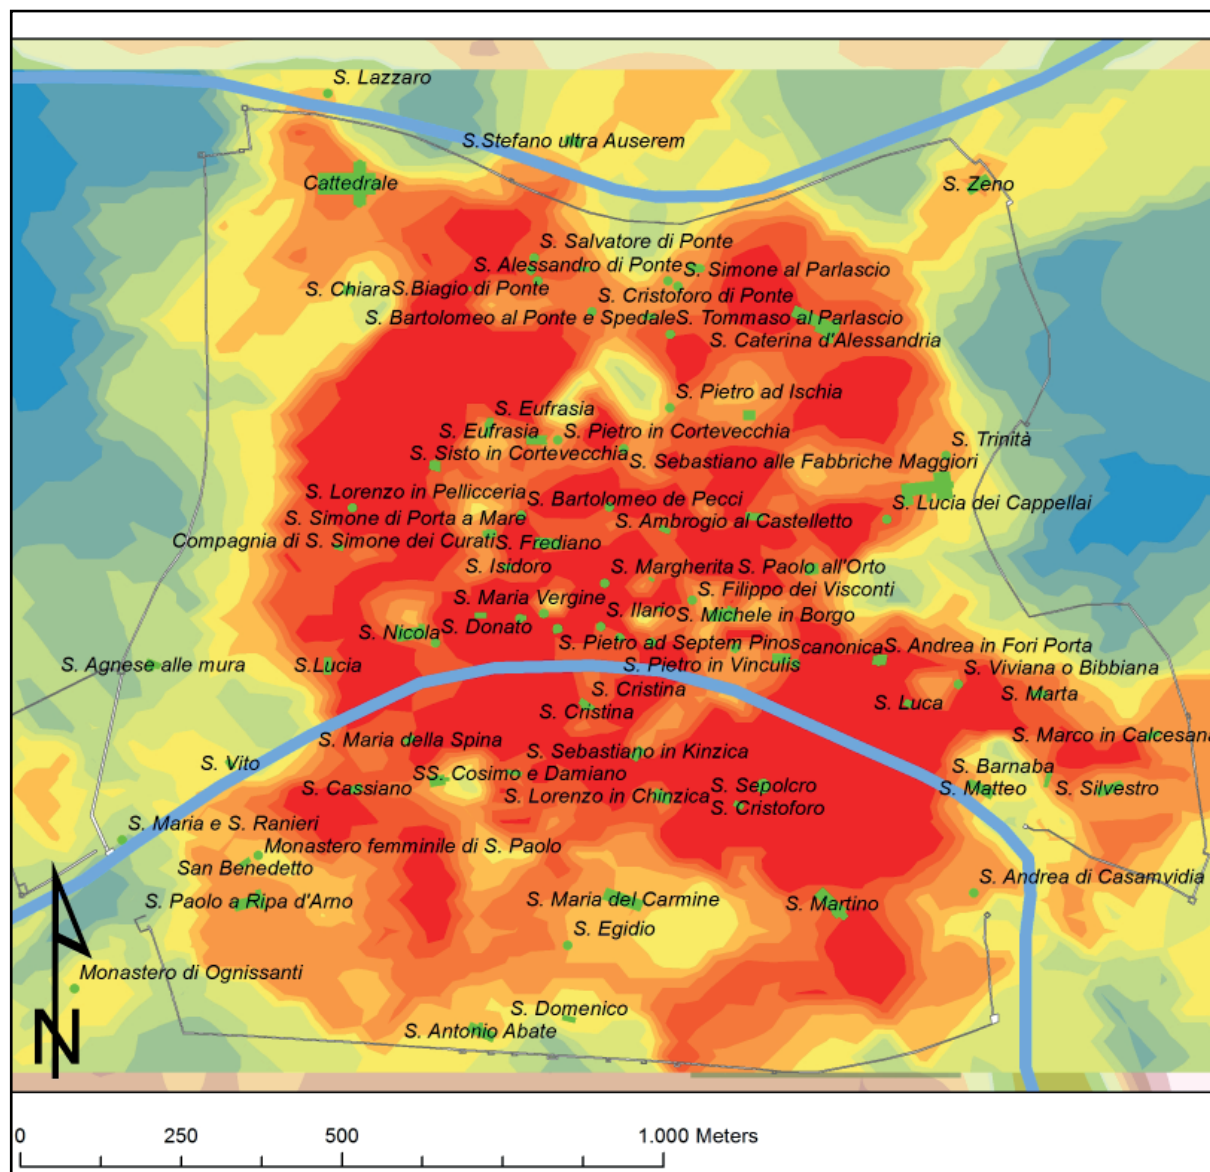 S. Lazzaro
S.Stefano ultra Auserem
Cattedrale
S. Zeno
S. Salvatore di Ponte
S. Alessandro di Ponte
S. Simone al Parlascio
S. Chiara
S.Biagio di Ponte
S. Cristoforo di Ponte
S. Bartolomeo al Ponte e Spedale
S. Tommaso al Parlascio
S. Caterina d'Alessandria
S. Pietro ad Ischia
S. Eufrasia
S. Eufrasia
S. Pietro in Cortevecchia
S. Trinità
S. Sisto in Cortevecchia
S. Sebastiano alle Fabbriche Maggiori
S. Lorenzo in Pellicceria
S. Bartolomeo de Pecci
S. Lucia dei Cappellai
S. Simone di Porta a Mare
S. Ambrogio al Castelletto
Compagnia di S. Simone dei Curati
S. Frediano
S. Isidoro
S. Margherita
S. Paolo all'Orto
S. Filippo dei Visconti
S. Maria Vergine
S. Ilario
S. Michele in Borgo
S. Nicola
S. Donato
S. Pietro ad Septem Pinos
canonica
S. Andrea in Fori Porta
S. Agnese alle mura
S.Lucia
S. Pietro in Vinculis
S. Viviana o Bibbiana
S. Cristina
S. Marta
S. Cristina
S. Luca
S. Maria della Spina
S. Marco in Calcesana
S. Sebastiano in Kinzica
S. Vito
S. Barnaba
SS. Cosimo e Damiano
S. Cassiano
S. Sepolcro
S. Matteo
S. Silvestro
S. Lorenzo in Chinzica
S. Cristoforo
S. Maria e S. Ranieri
Monastero femminile di S. Paolo
San Benedetto
S. Andrea di Casamvidia
S. Paolo a Ripa d'Arno
S. Maria del Carmine
S. Martino
S. Egidio
Monastero di Ognissanti
S. Domenico
S. Antonio Abate
N
0 250 500 1.000 Meters